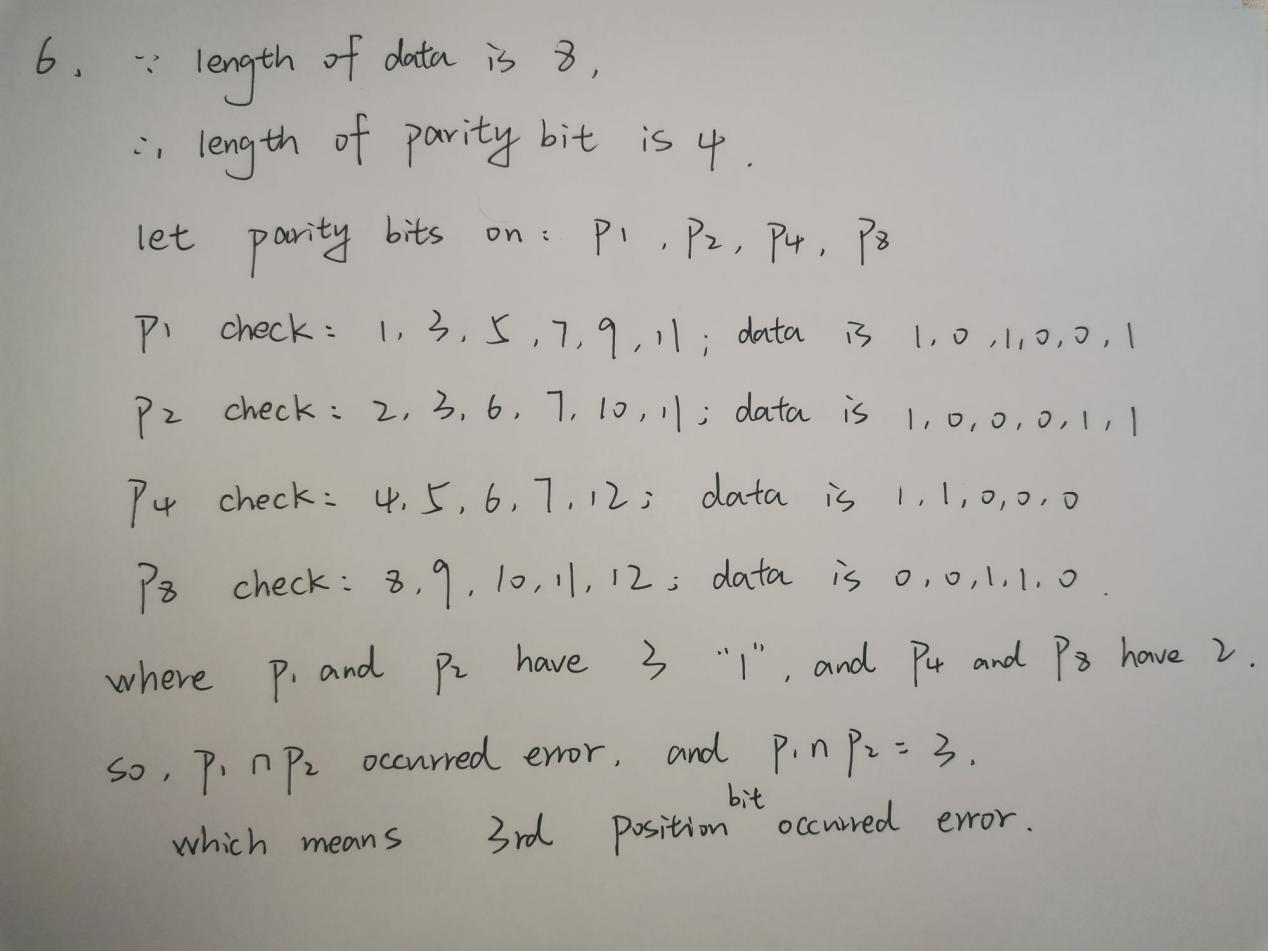 6. ∵ length of data is 8,
∴ length of parity bit is 4.
let parity bits on: P1, P2, P4, P8
P1 check: 1, 3, 5, 7, 9, 11; data is 1, 0, 1, 0, 0, 1
P2 check: 2, 3, 6, 7, 10, 11; data is 1, 0, 0, 0, 1, 1
P4 check: 4, 5, 6, 7, 12; data is 1, 1, 0, 0, 0
P8 check: 8, 9, 10, 11, 12; data is 0, 0, 1, 1, 0.
where P1 and P2 have 3 "1", and P4 and P8 have 2.
so, P1 ∩ P2 occurred error, and P1 ∩ P2 = 3.
which means 3rd position bit occurred error.